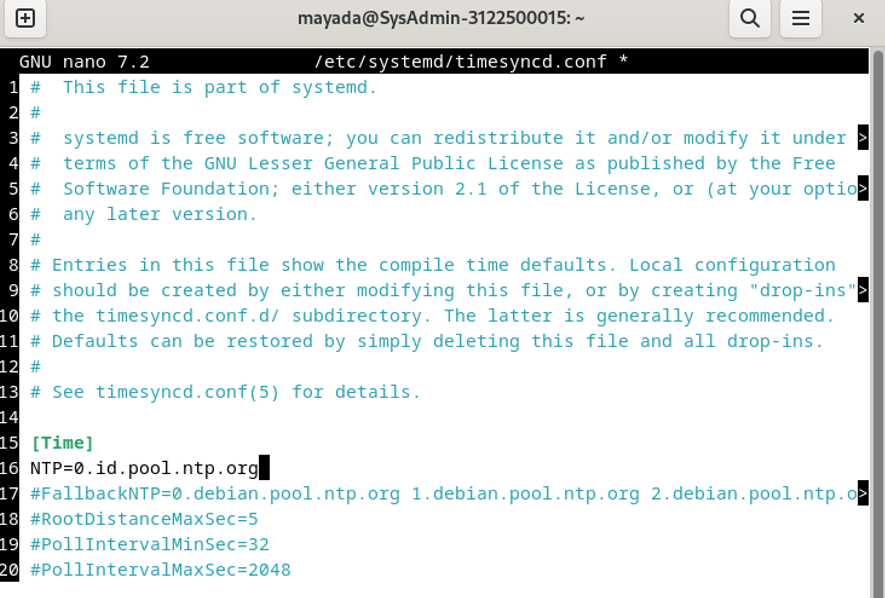 mayada@SysAdmin-3122500015: ~
GNU nano 7.2 /etc/systemd/timesyncd.conf *
1 #  This file is part of systemd.
2 #
3 #  systemd is free software; you can redistribute it and/or modify it under >
4 #  terms of the GNU Lesser General Public License as published by the Free
5 #  Software Foundation; either version 2.1 of the License, or (at your optio>
6 #  any later version.
7 #
8 # Entries in this file show the compile time defaults. Local configuration
9 # should be created by either modifying this file, or by creating "drop-ins">
10 # the timesyncd.conf.d/ subdirectory. The latter is generally recommended.
11 # Defaults can be restored by simply deleting this file and all drop-ins.
12 #
13 # See timesyncd.conf(5) for details.
14
15 [Time]
16 NTP=0.id.pool.ntp.org
17 #FallbackNTP=0.debian.pool.ntp.org 1.debian.pool.ntp.org 2.debian.pool.ntp.o>
18 #RootDistanceMaxSec=5
19 #PollIntervalMinSec=32
20 #PollIntervalMaxSec=2048